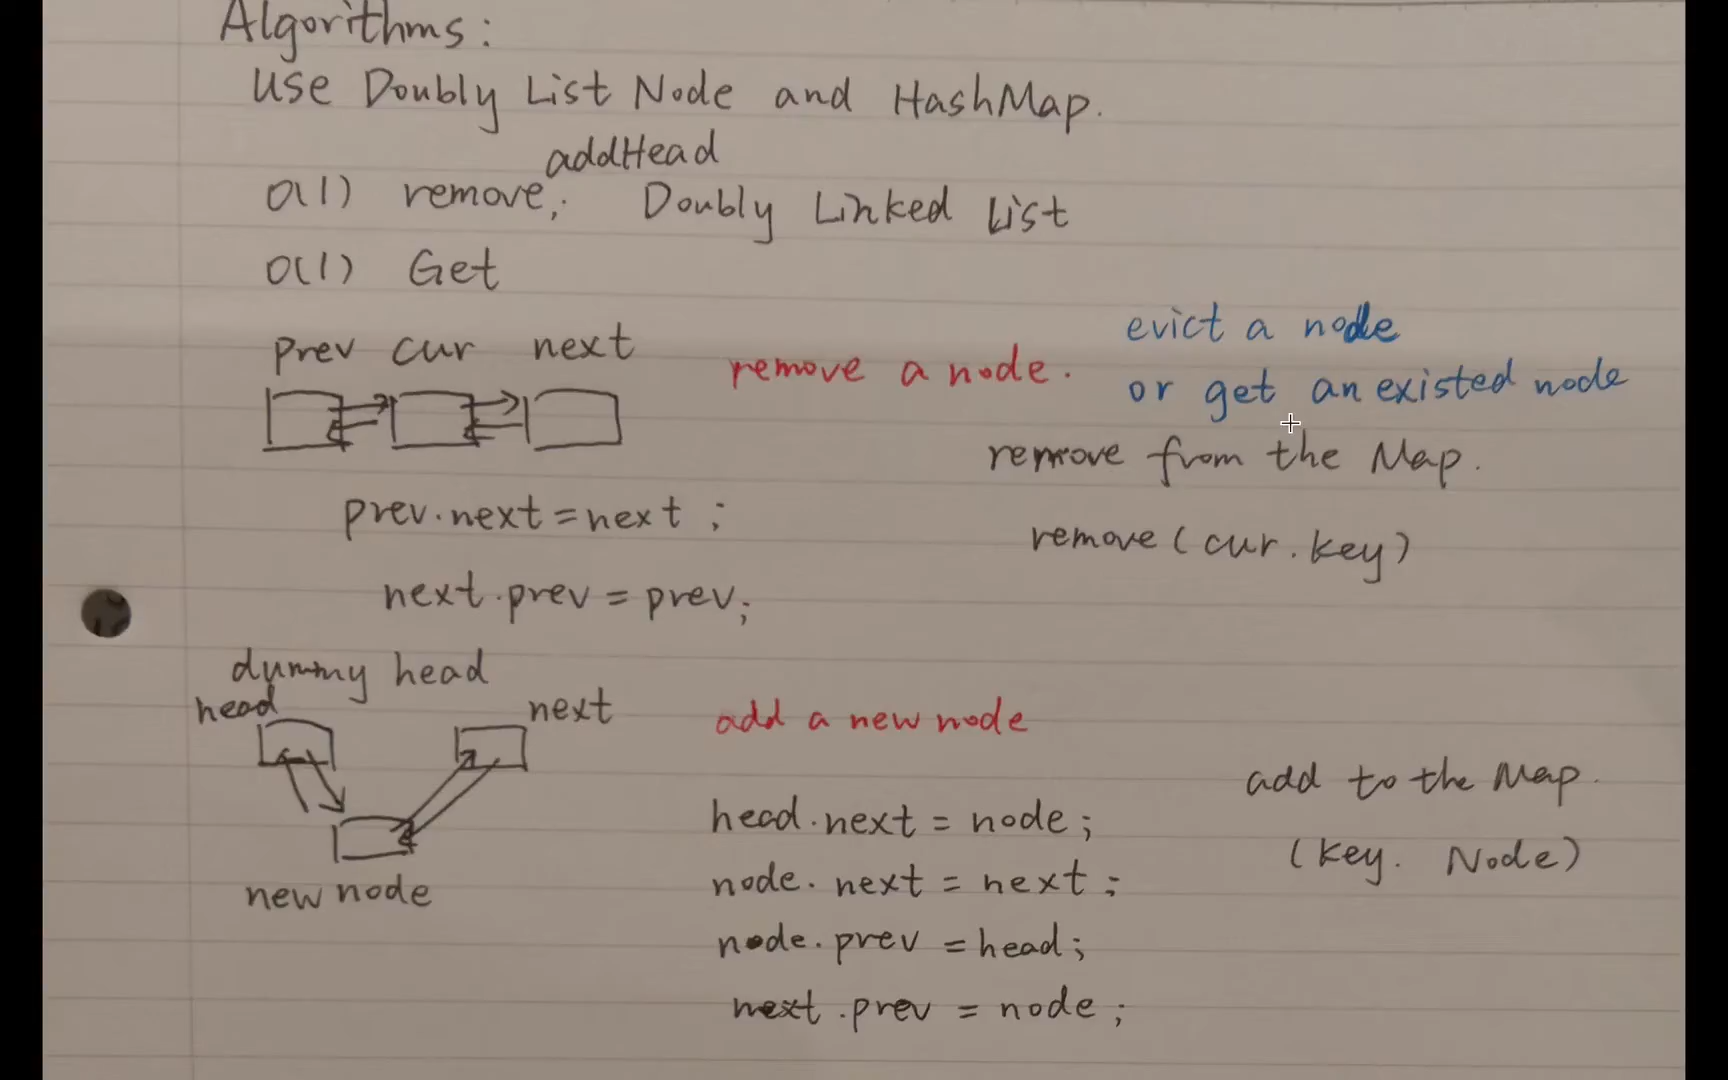 Algorithms:
Use Doubly List Node and HashMap.
addHead
O(1) remove, Doubly Linked List
O(1) Get
prev cur next
remove a node.
evict a node
or get an existed node
remove from the Map.
remove (cur.key)
prev.next = next ;
next.prev = prev;
dummy head
head
next
new node
add a new node
head.next = node ;
node.next = next ;
node.prev = head ;
next.prev = node ;
add to the Map.
(key. Node)